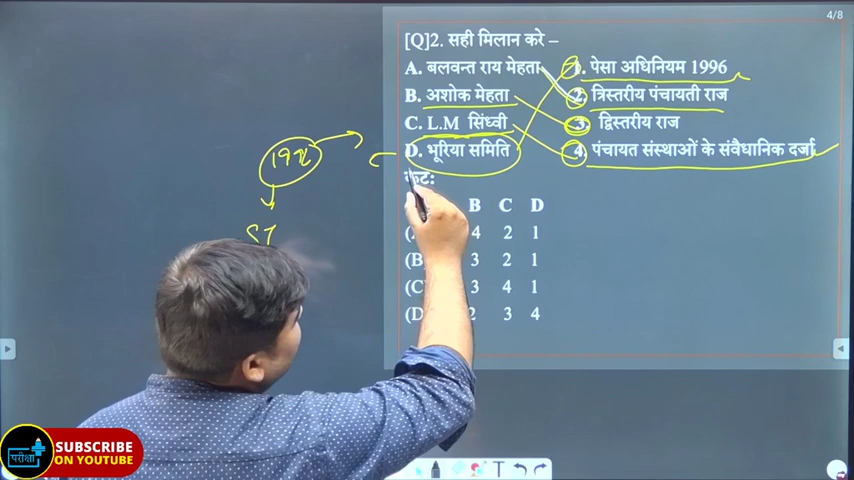 4/8
[Q]2. सही मिलान करे –
A. बलवन्त राय मेहता 1. पेसा अधिनियम 1996
B. अशोक मेहता 2. त्रिस्तरीय पंचायती राज
C. L.M सिंध्वी 3. द्विस्तरीय राज
D. भूरिया समिति 4. पंचायत संस्थाओं के संवैधानिक दर्जा
कूट:
B C D
(A 4 2 1
(B 3 2 1
(C 3 4 1
(D 2 3 4
परीक्षा
SUBSCRIBE
ON YOUTUBE